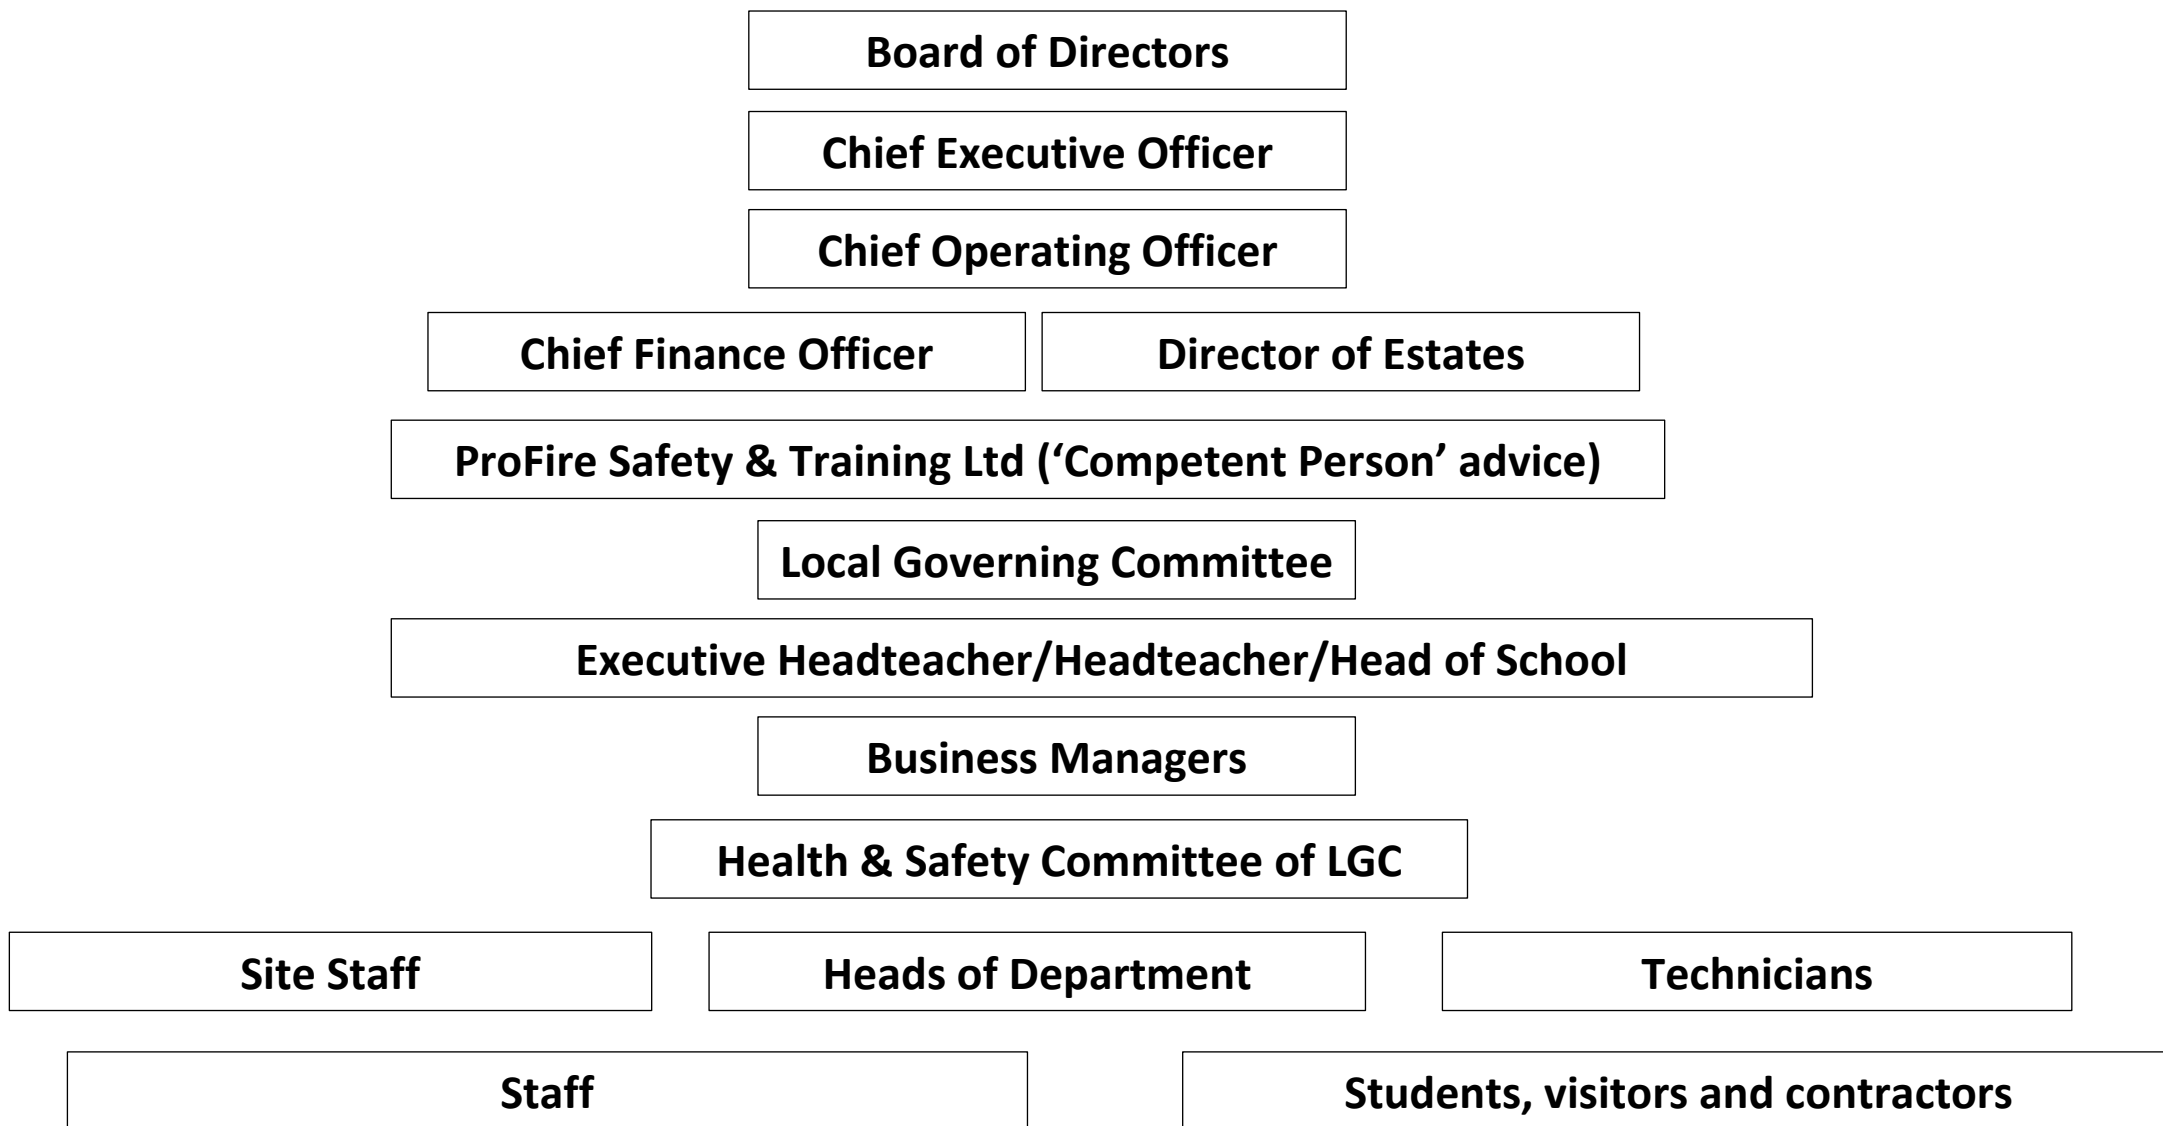 Board of Directors
Chief Executive Officer
Chief Operating Officer
Chief Finance Officer
Director of Estates
ProFire Safety & Training Ltd (‘Competent Person’ advice)
Local Governing Committee
Executive Headteacher/Headteacher/Head of School
Business Managers
Health & Safety Committee of LGC
Site Staff
Heads of Department
Technicians
Staff
Students, visitors and contractors